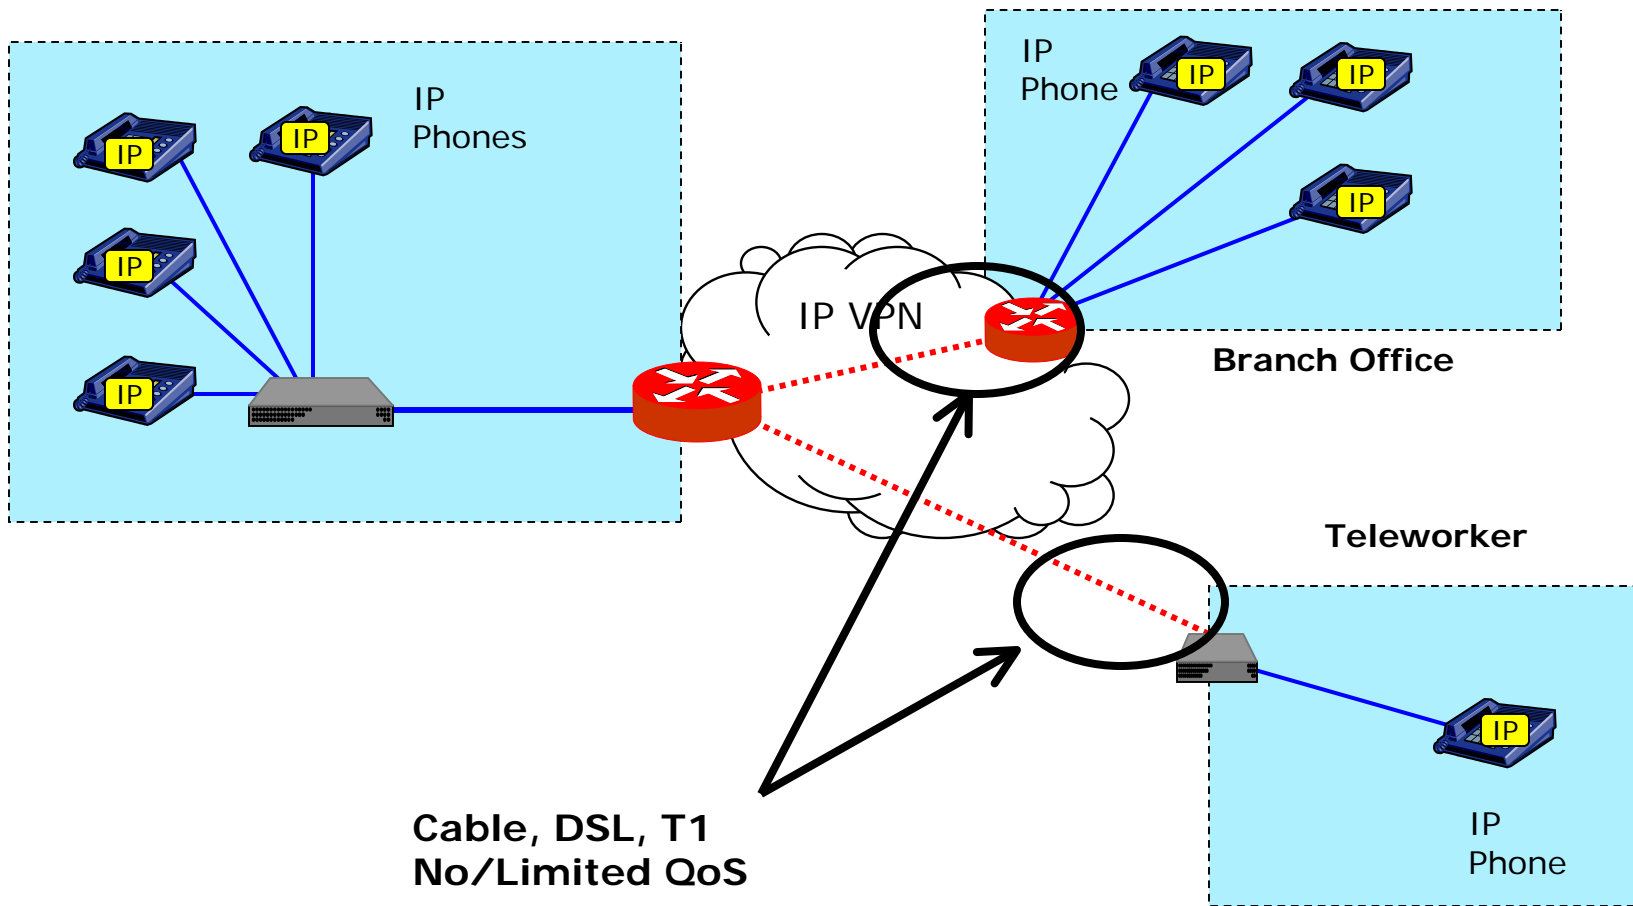 IP
Phones
IP
IP
IP
IP
IP
Phone
IP
IP
IP
IP VPN
Branch Office
Teleworker
IP
IP
Phone
Cable, DSL, T1
No/Limited QoS